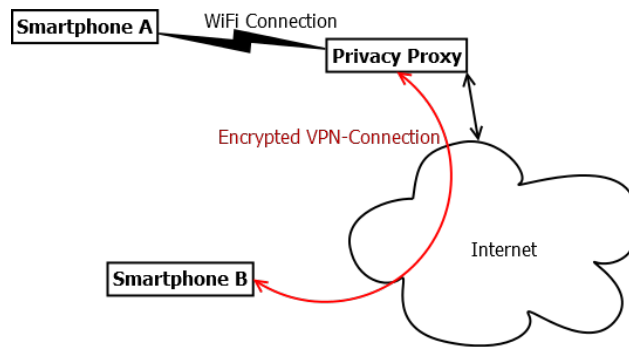 Smartphone A
WiFi Connection
Privacy Proxy
Encrypted VPN-Connection
Internet
Smartphone B